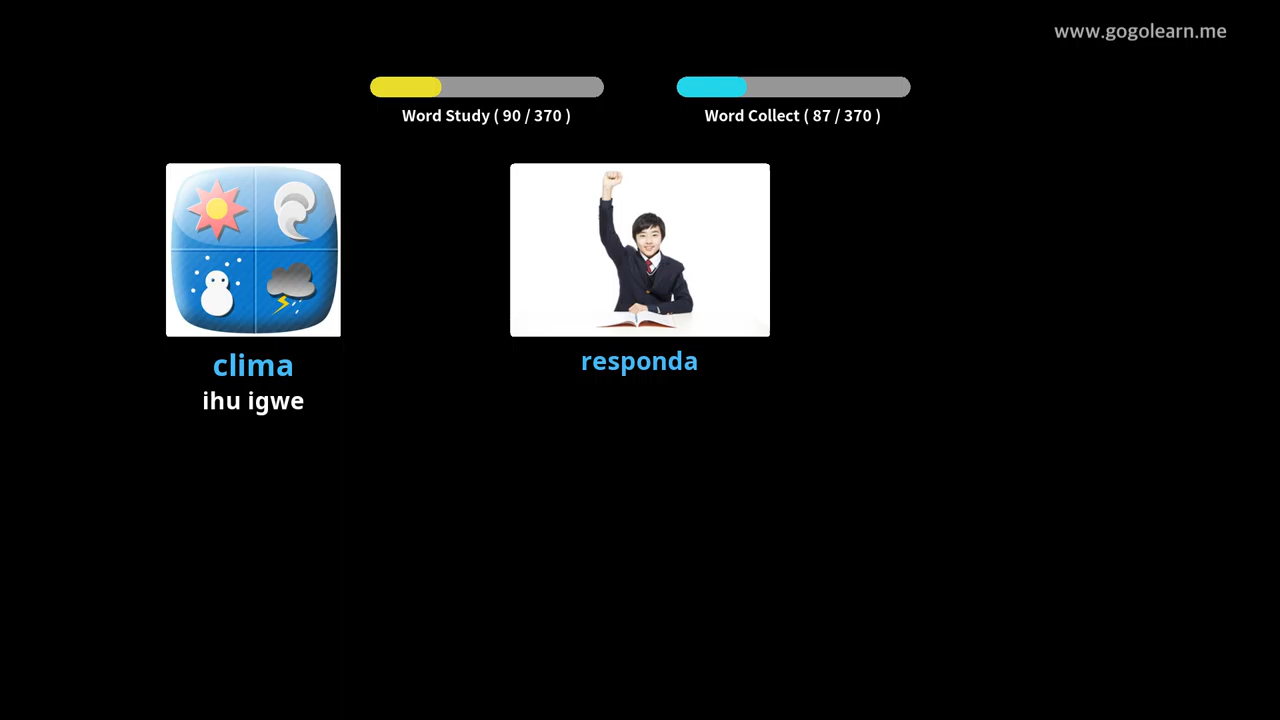 www.gogolearn.me
Word Study ( 90 / 370 )
Word Collect ( 87 / 370 )
clima
ihu igwe
responda